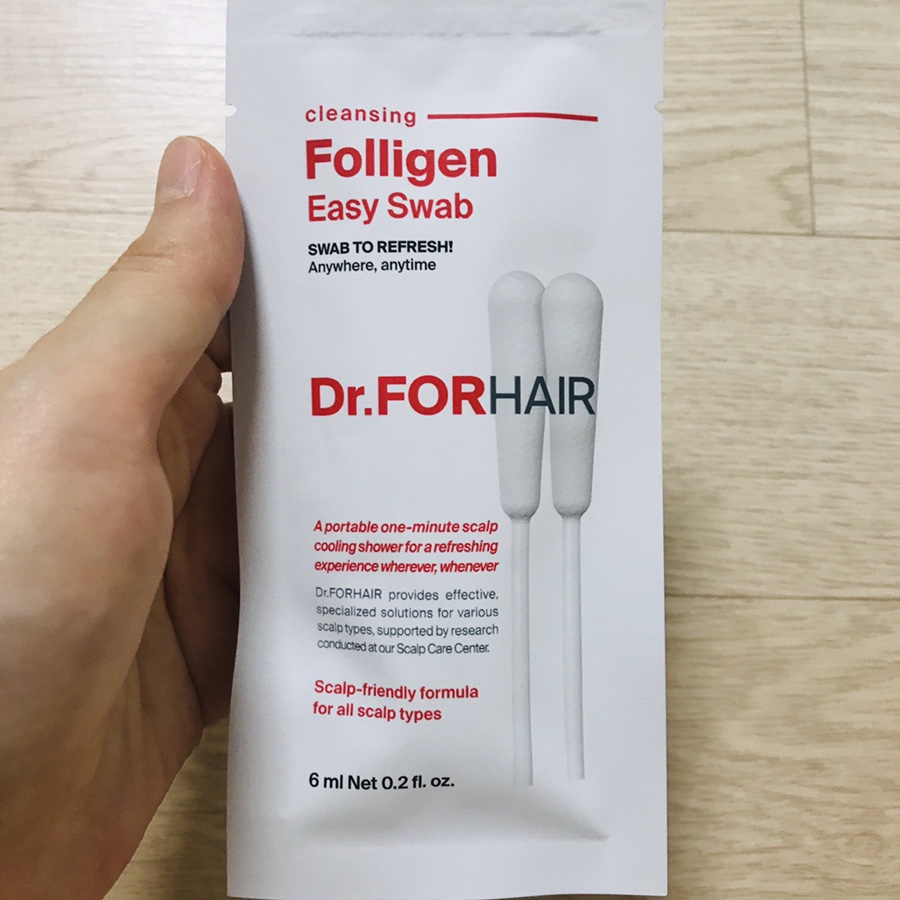 cleansing
Folligen
Easy Swab
SWAB TO REFRESH!
Anywhere, anytime
Dr.FORHAIR
A portable one-minute scalp
cooling shower for a refreshing
experience wherever, whenever
Dr.FORHAIR provides effective,
specialized solutions for various
scalp types, supported by research
conducted at our Scalp Care Center.
Scalp-friendly formula
for all scalp types
6 ml Net 0.2 fl. oz.